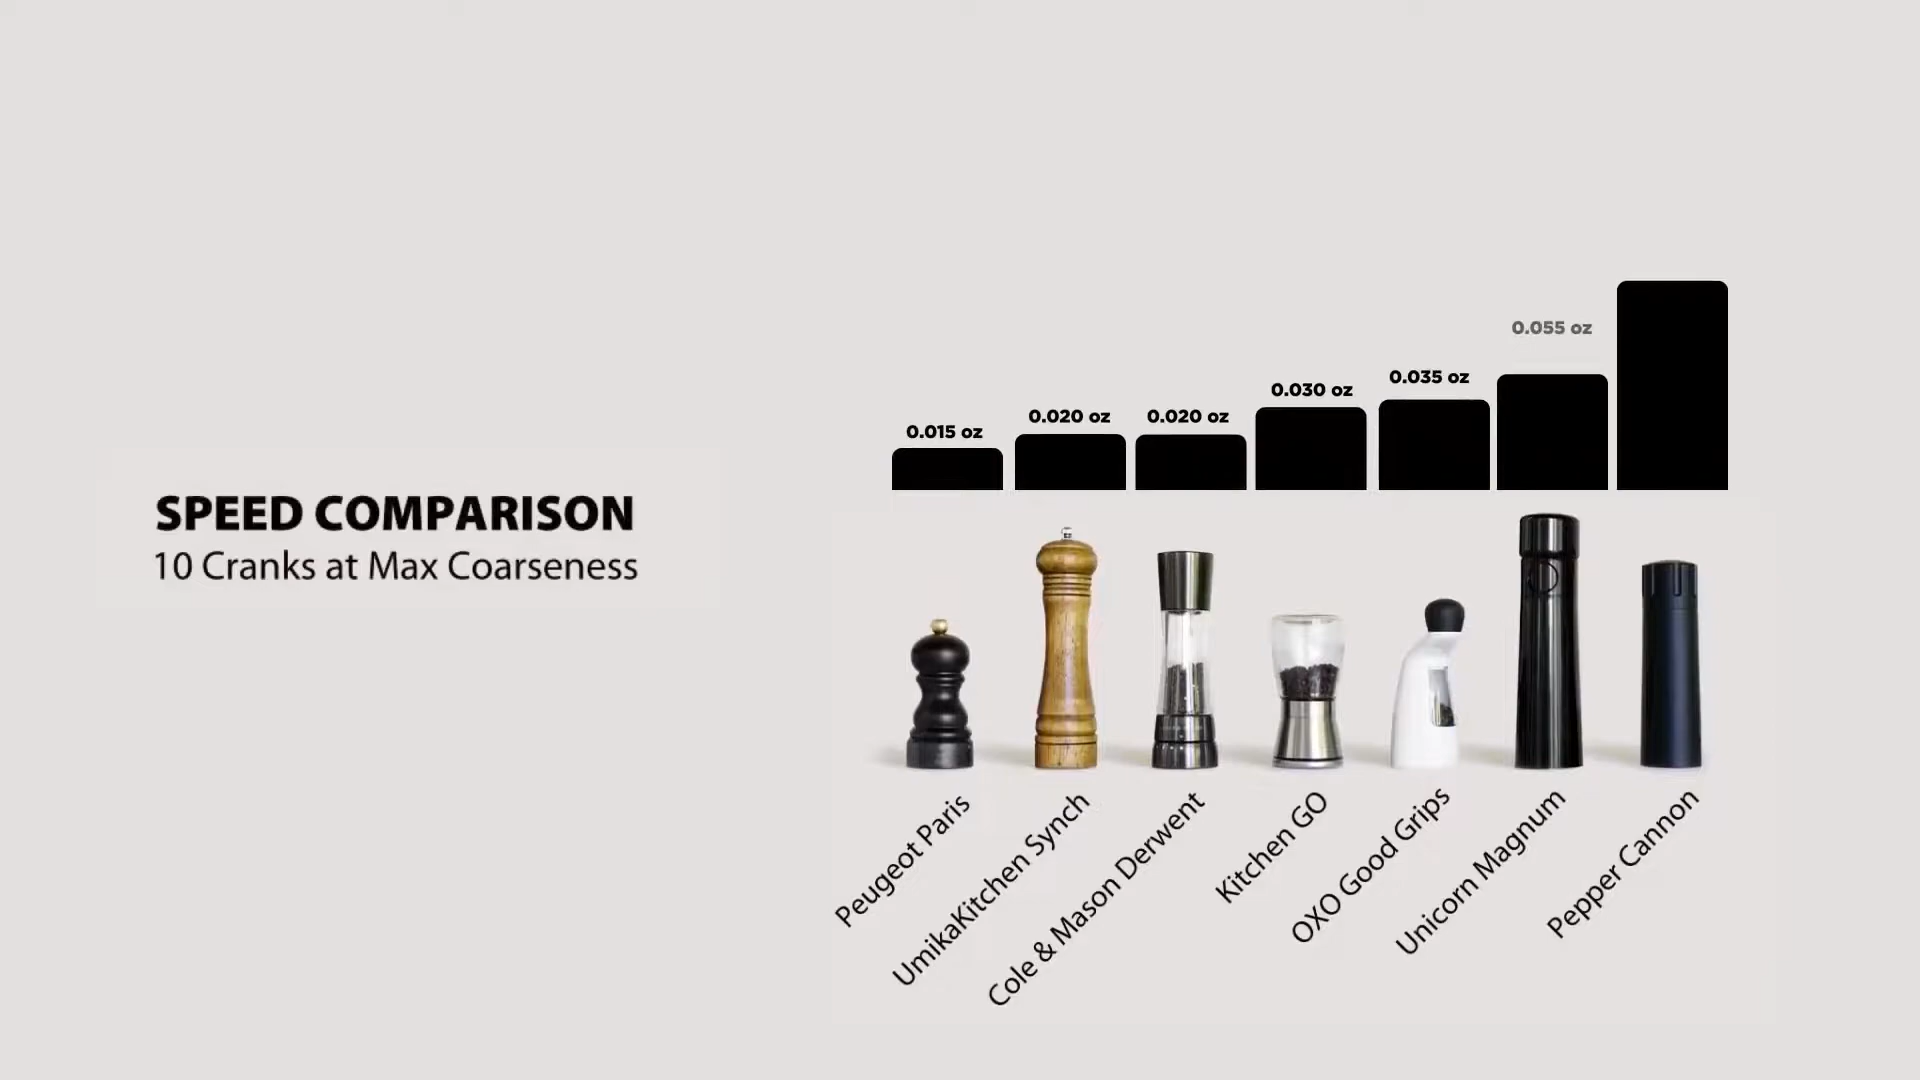 SPEED COMPARISON
10 Cranks at Max Coarseness
0.015 oz
0.020 oz
0.020 oz
0.030 oz
0.035 oz
0.055 oz
Peugeot Paris
UmikaKitchen Synch
Cole & Mason Derwent
Kitchen GO
OXO Good Grips
Unicorn Magnum
Pepper Cannon